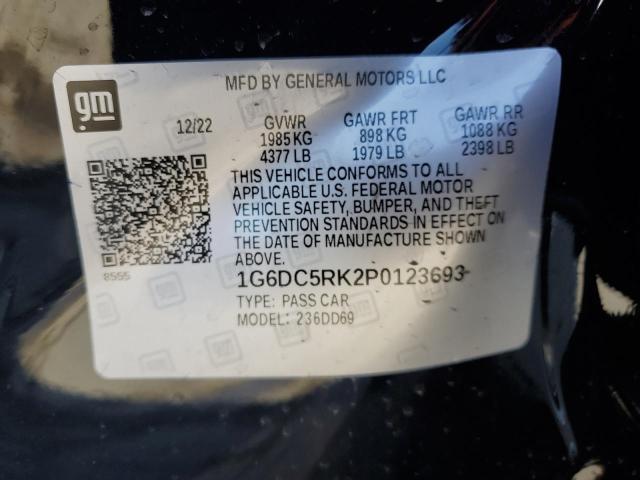 MFD BY GENERAL MOTORS LLC
gm
12/22 GVWR GAWR FRT GAWR RR
1985 KG 898 KG 1088 KG
4377 LB 1979 LB 2398 LB
THIS VEHICLE CONFORMS TO ALL
APPLICABLE U.S. FEDERAL MOTOR
VEHICLE SAFETY, BUMPER, AND THEFT
PREVENTION STANDARDS IN EFFECT ON
THE DATE OF MANUFACTURE SHOWN
ABOVE.
8555
1G6DC5RK2P0123693
TYPE: PASS CAR
MODEL: 236DD69